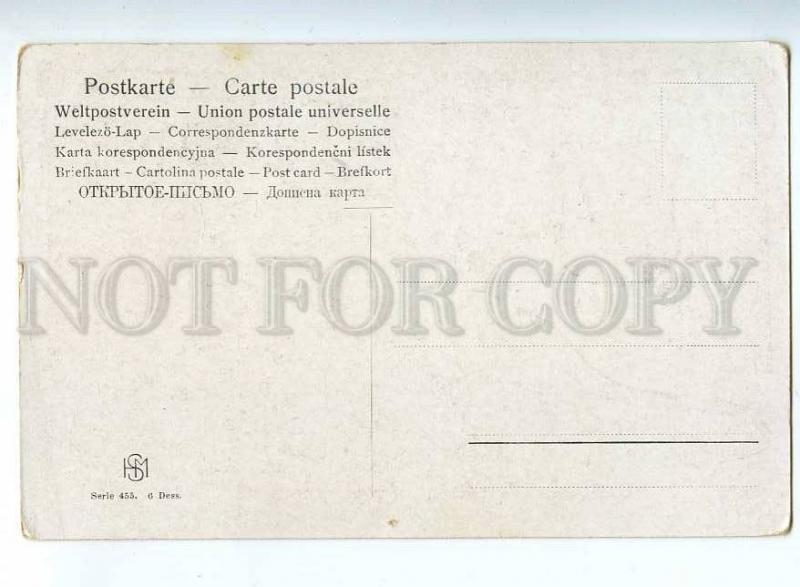 Postkarte — Carte postale
Weltpostverein — Union postale universelle
Levelezö-Lap — Correspondenzkarte — Dopisnice
Karta korespondencyjna — Korespondenční lístek
Briefkaart — Cartolina postale — Post card — Brefkort
ОТКРЫТОЕ-ПИСЬМО — Дописна карта
NOT FOR COPY
HSM
Serie 455. 6 Dess.